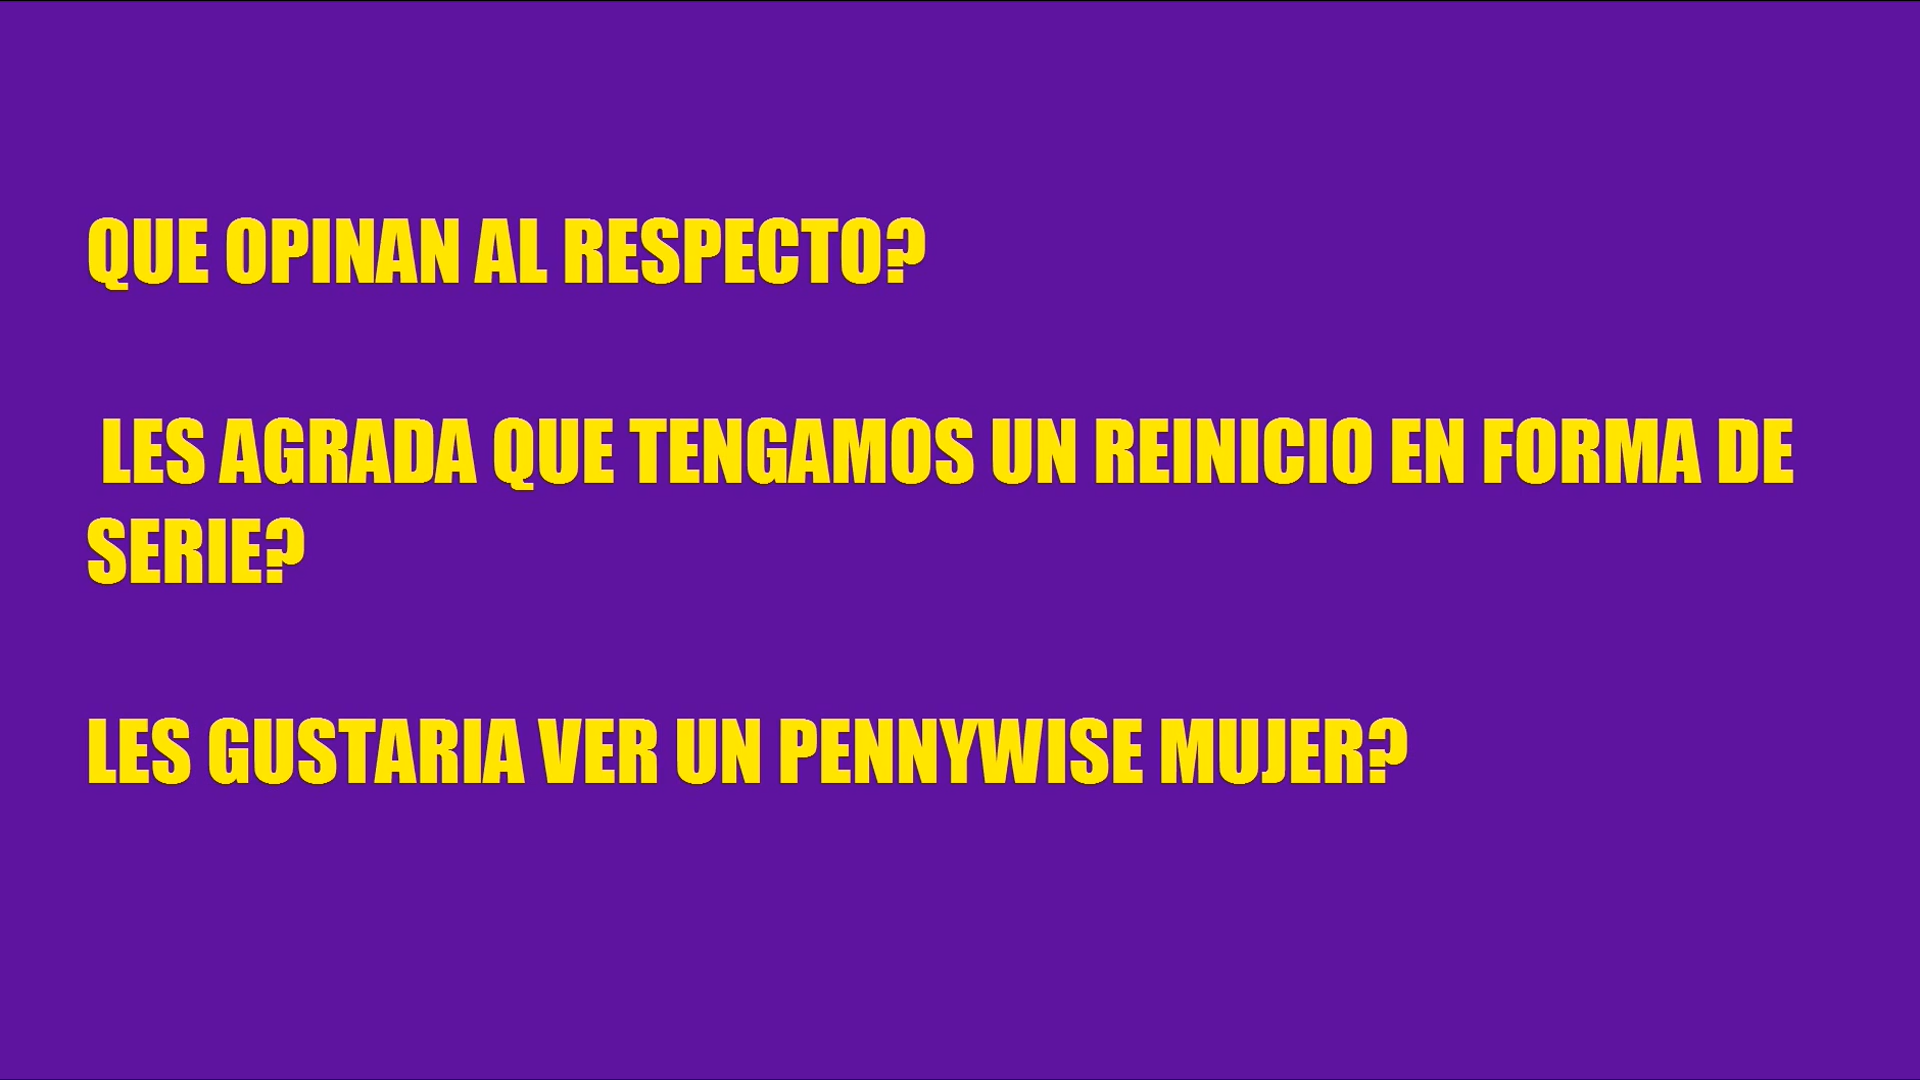 QUE OPINAN AL RESPECTO?
LES AGRADA QUE TENGAMOS UN REINICIO EN FORMA DE
SERIE?
LES GUSTARIA VER UN PENNYWISE MUJER?